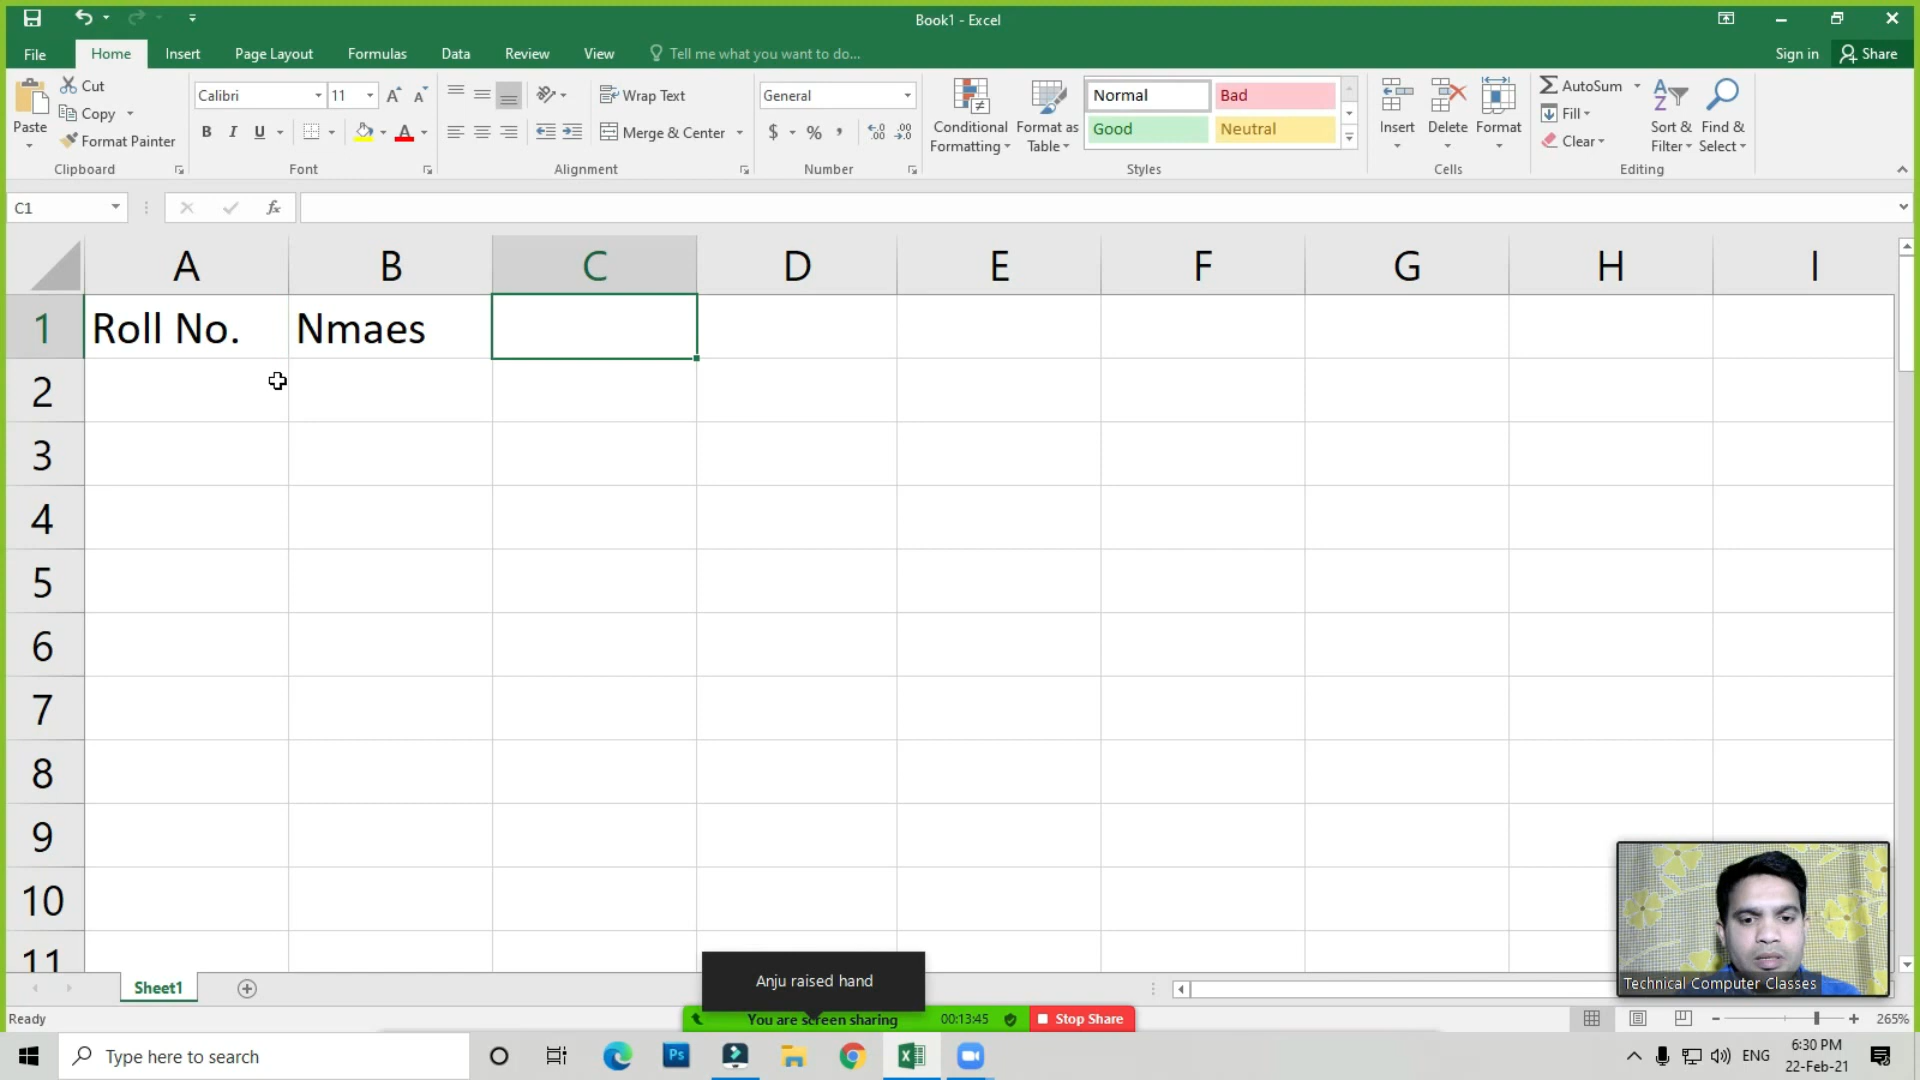 Book1 - Excel
File Home Insert Page Layout Formulas Data Review View Tell me what you want to do... Sign in Share
Paste Cut Copy Format Painter Clipboard
Calibri 11 A A B I U A Font
Wrap Text Merge & Center Alignment
General $ % , Number
Conditional Formatting Format as Table
Normal Bad Good Neutral Styles
Insert Delete Format Cells
AutoSum Fill Clear Sort & Filter Find & Select Editing
C1 fx
A B C D E F G H I
1 Roll No. Nmaes
2
3
4
5
6
7
8
9
10
11
Sheet1
Anju raised hand
Technical Computer Classes
Ready You are screen sharing 00:13:45 Stop Share 265%
Type here to search Ps ENG 6:30 PM
22-Feb-21